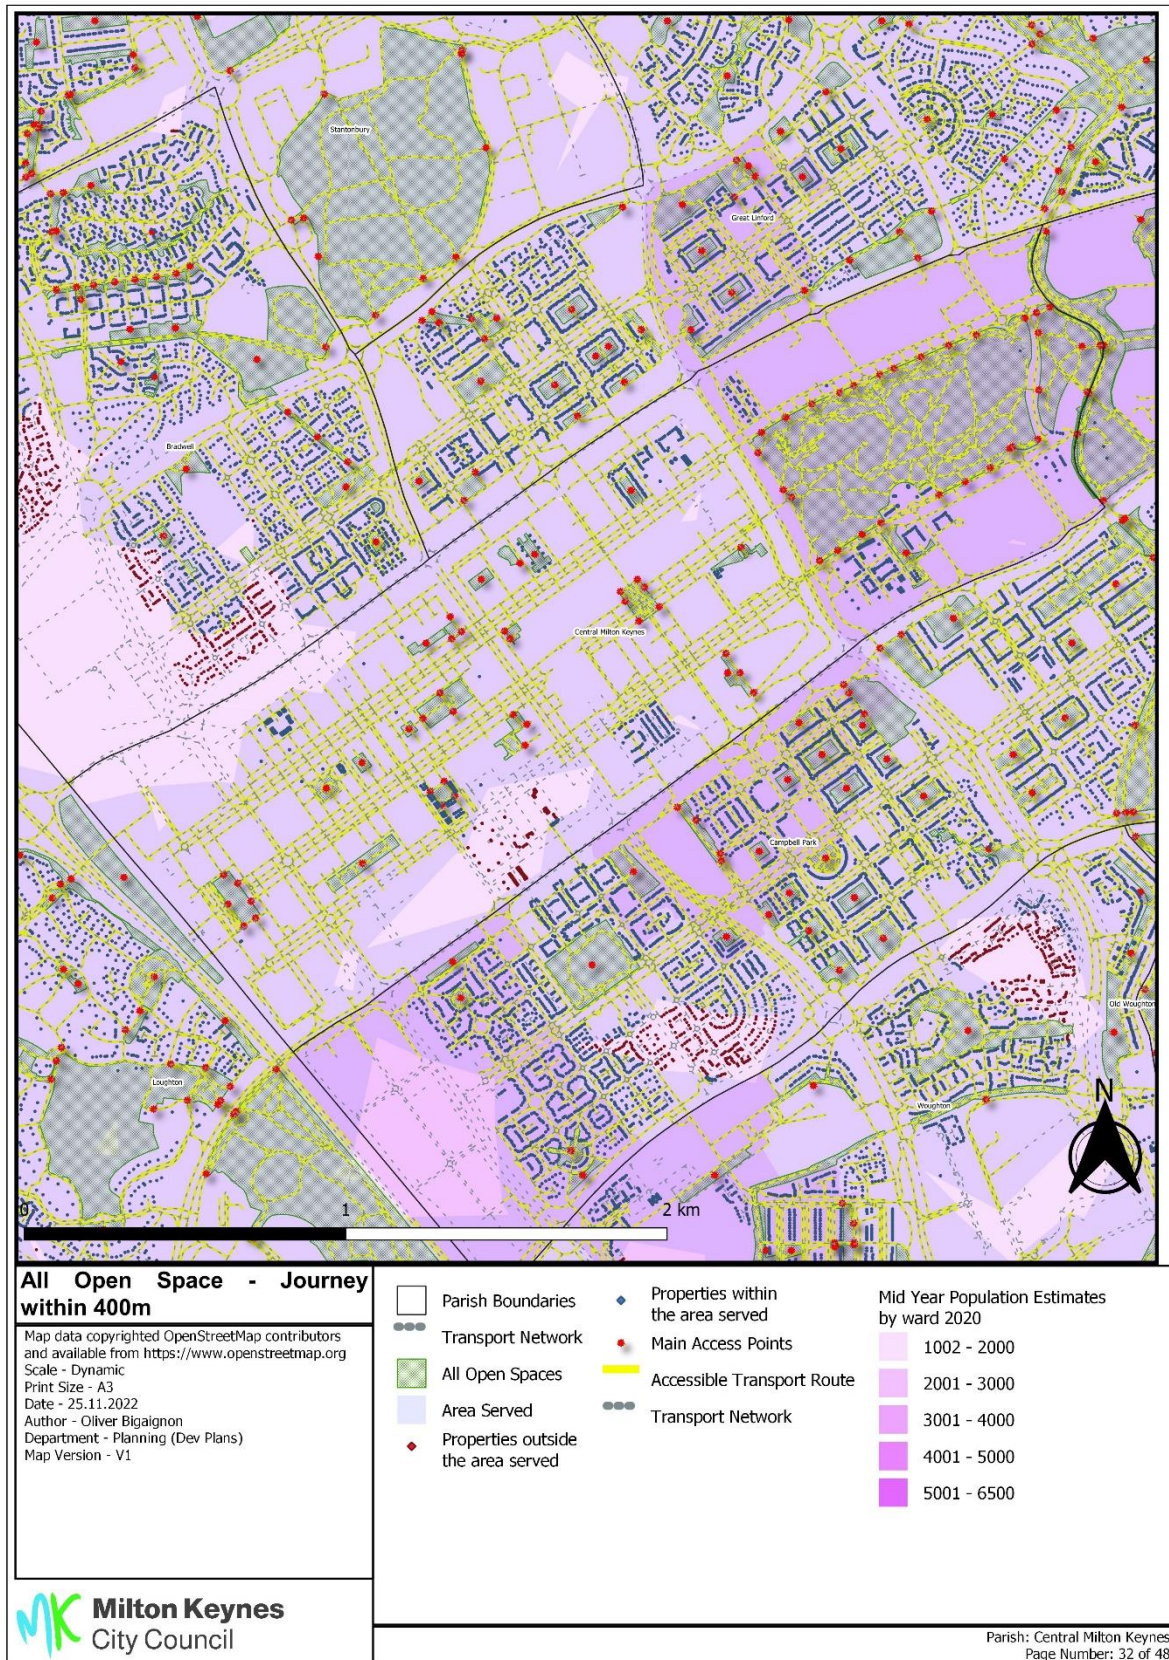 Stantonbury
Great Linford
Bradwell
Central Milton Keynes
Campbell Park
Old Woughton
Loughton
Woughton
N
0 1 2 km
All Open Space - Journey
within 400m
Map data copyrighted OpenStreetMap contributors
and available from https://www.openstreetmap.org
Scale - Dynamic
Print Size - A3
Date - 25.11.2022
Author - Oliver Bigaignon
Department - Planning (Dev Plans)
Map Version - V1
Parish Boundaries
Transport Network
All Open Spaces
Area Served
Properties outside
the area served
Properties within
the area served
Main Access Points
Accessible Transport Route
Transport Network
Mid Year Population Estimates
by ward 2020
1002 - 2000
2001 - 3000
3001 - 4000
4001 - 5000
5001 - 6500
MK Milton Keynes
City Council
Parish: Central Milton Keynes
Page Number: 32 of 48